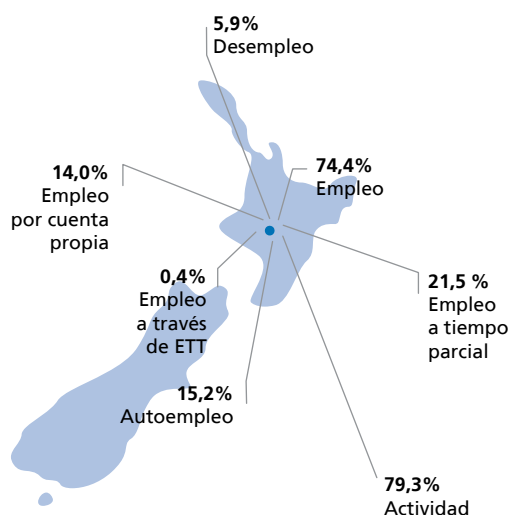 5,9%
Desempleo
74,4%
Empleo
14,0%
Empleo
por cuenta
propia
0,4%
Empleo
a través
de ETT
21,5 %
Empleo
a tiempo
parcial
15,2%
Autoempleo
79,3%
Actividad